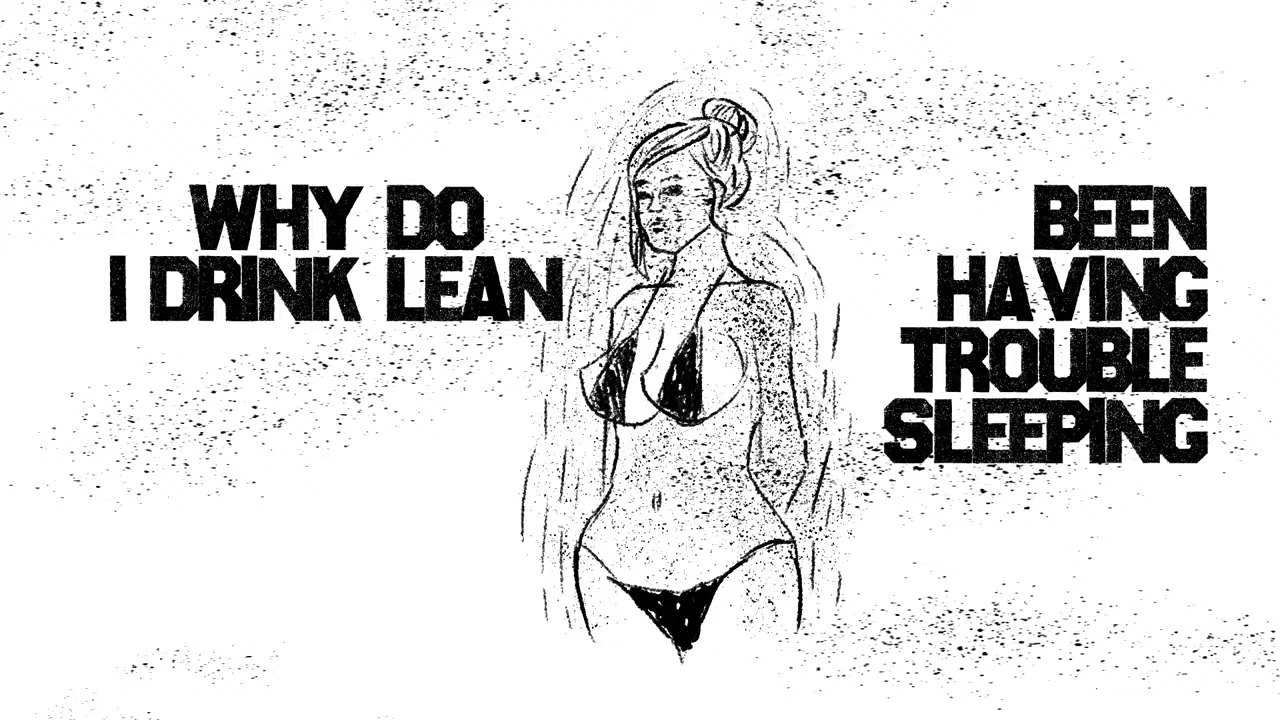 WHY DO
I DRINK LEAN
BEEN
HAVING
TROUBLE
SLEEPING